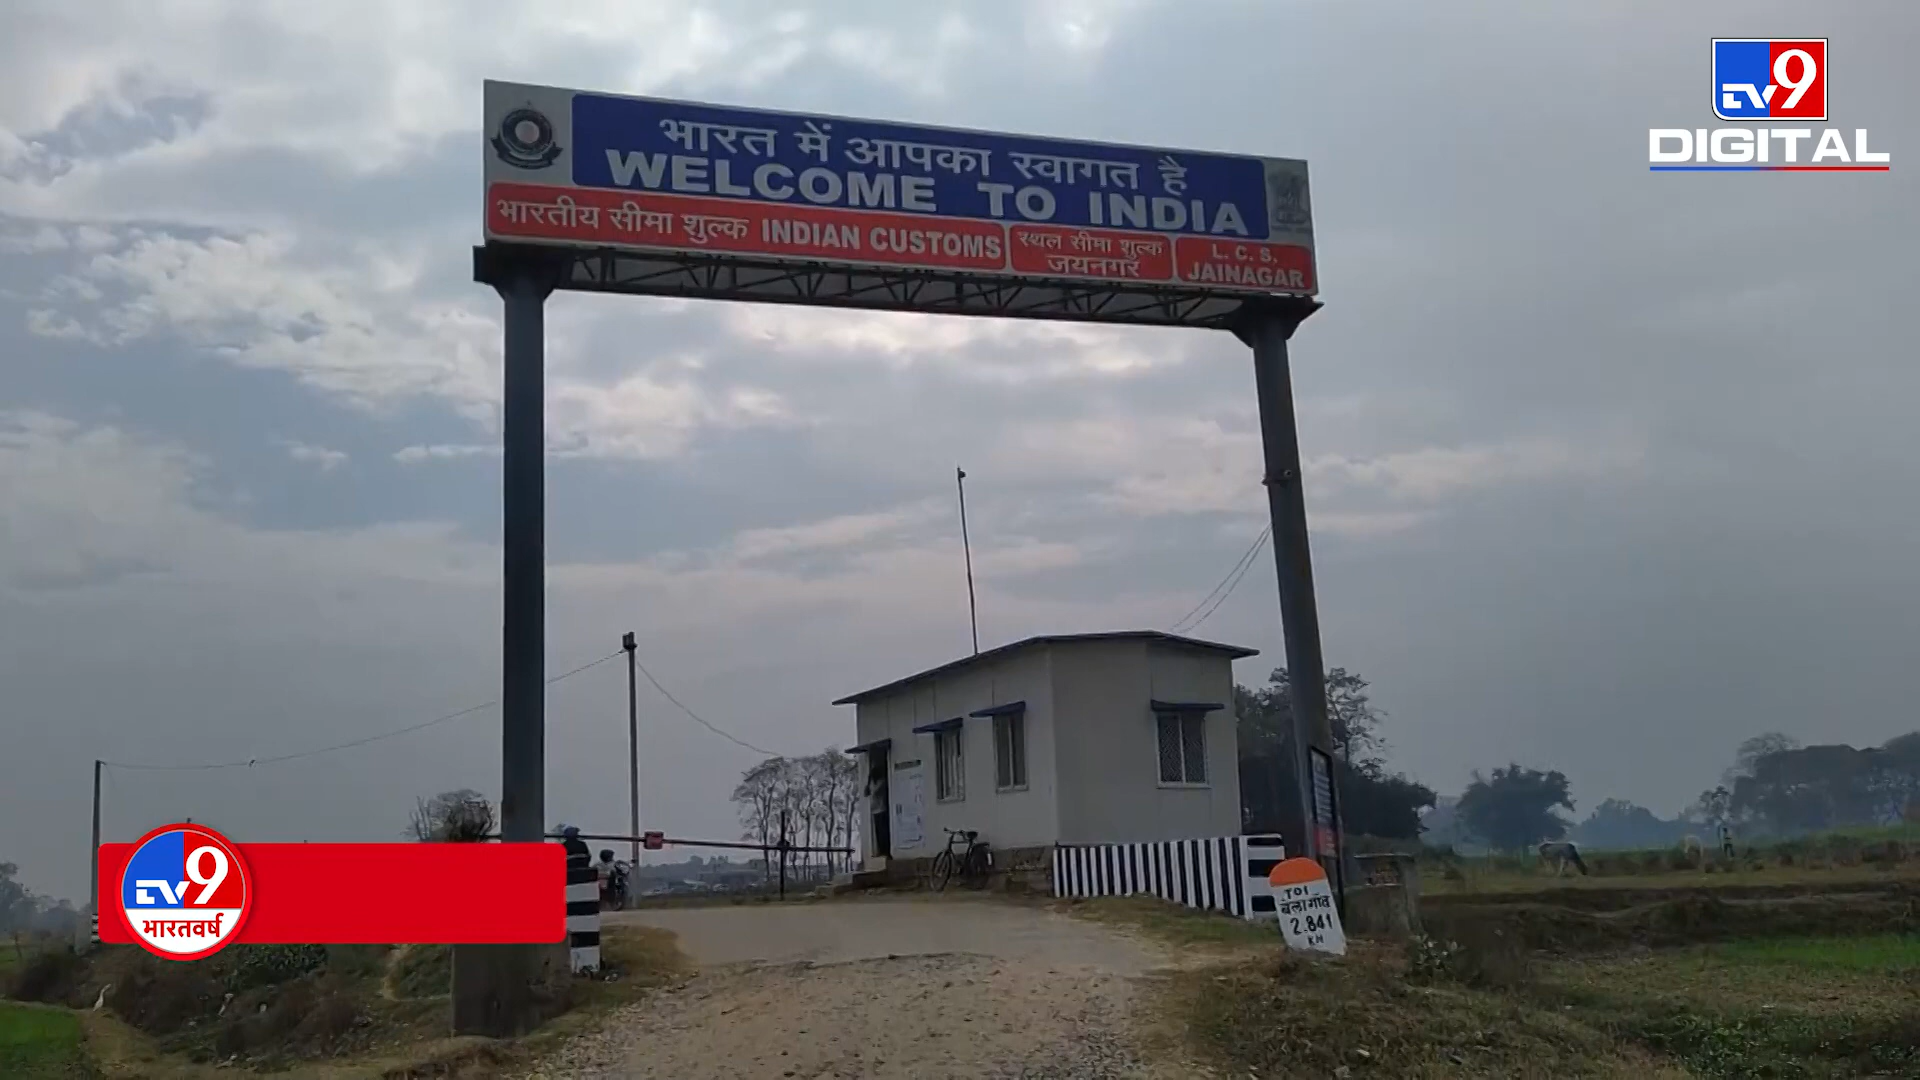 TV9
DIGITAL
भारत में आपका स्वागत है
WELCOME TO INDIA
भारतीय सीमा शुल्क INDIAN CUSTOMS
स्थल सीमा शुल्क
जयनगर
L. C. S.
JAINAGAR
TV9
भारतवर्ष
TO1
बेलागाँव
2.841
KM